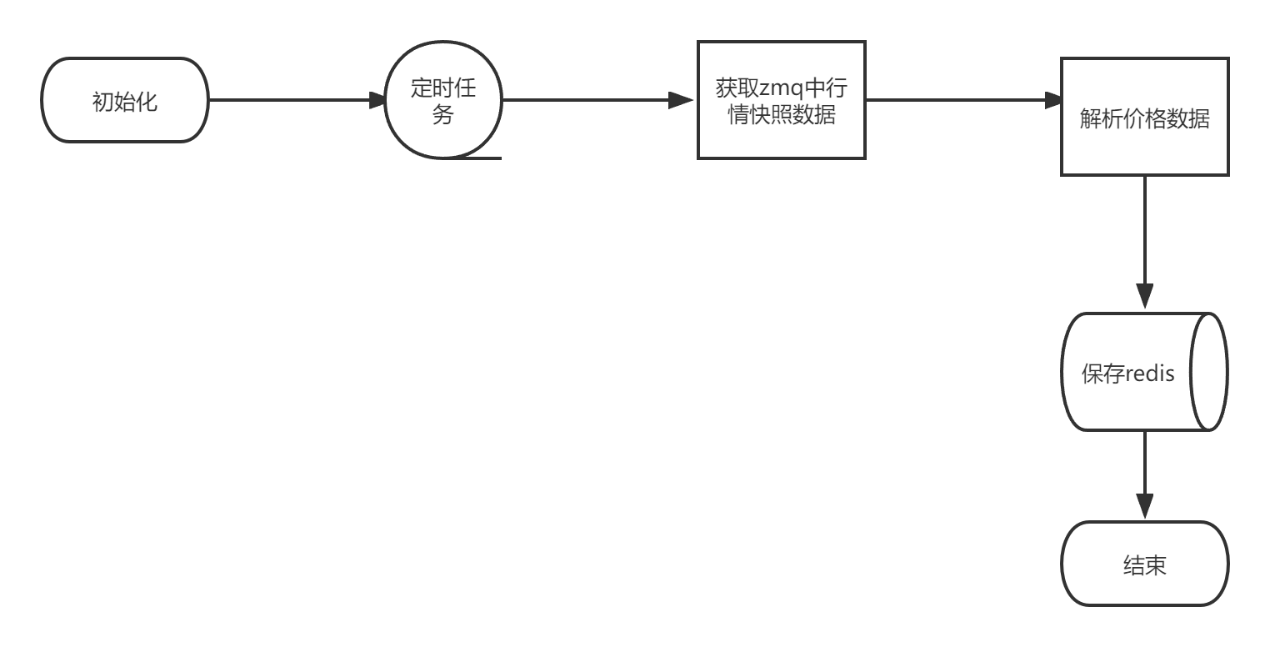 初始化
定时任
务
获取zmq中行
情快照数据
解析价格数据
保存redis
结束